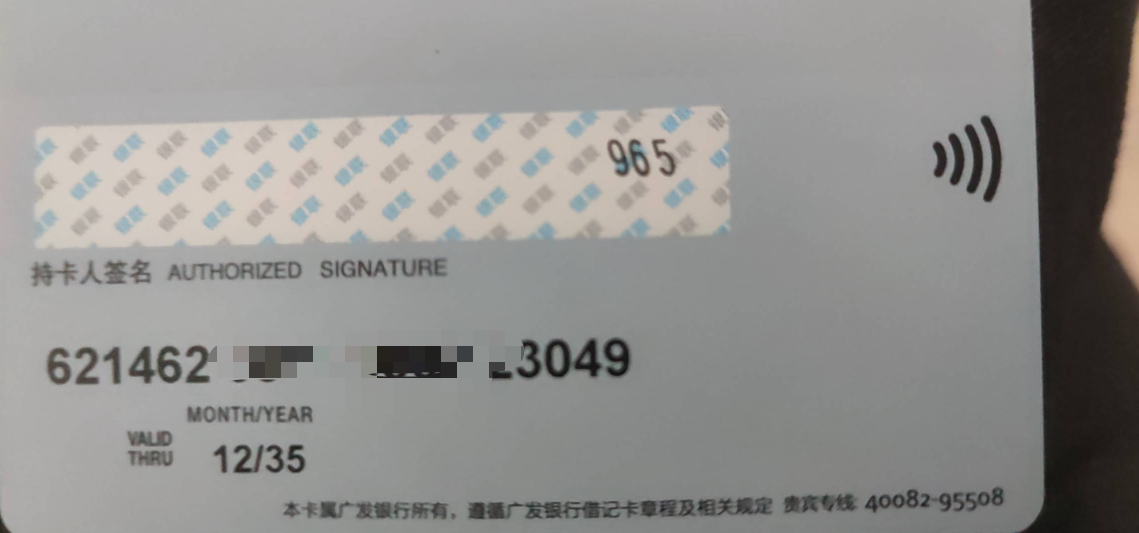 银联
965
持卡人签名 AUTHORIZED SIGNATURE
621462 3049
MONTH/YEAR
VALID THRU 12/35
本卡属广发银行所有，遵循广发银行借记卡章程及相关规定 贵宾专线: 40082-95508